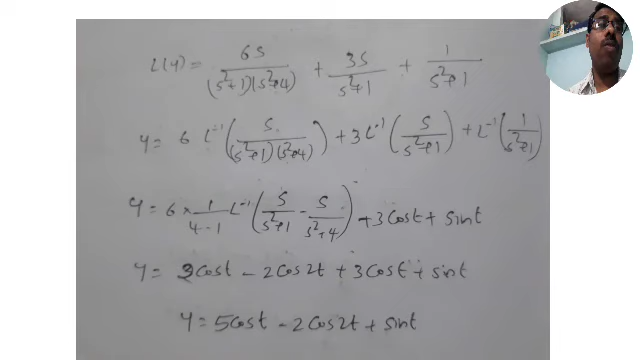 L(y) = 6s/((s²+1)(s²+4)) + 3s/(s²+1) + 1/(s²+1)
y = 6 L⁻¹(s/((s²+1)(s²+4))) + 3 L⁻¹(s/(s²+1)) + L⁻¹(1/(s²+1))
y = 6 × 1/(4-1) L⁻¹(s/(s²+1) - s/(s²+4)) + 3cost + sint
y = 2cost - 2cos2t + 3cost + sint
y = 5cost - 2cos2t + sint